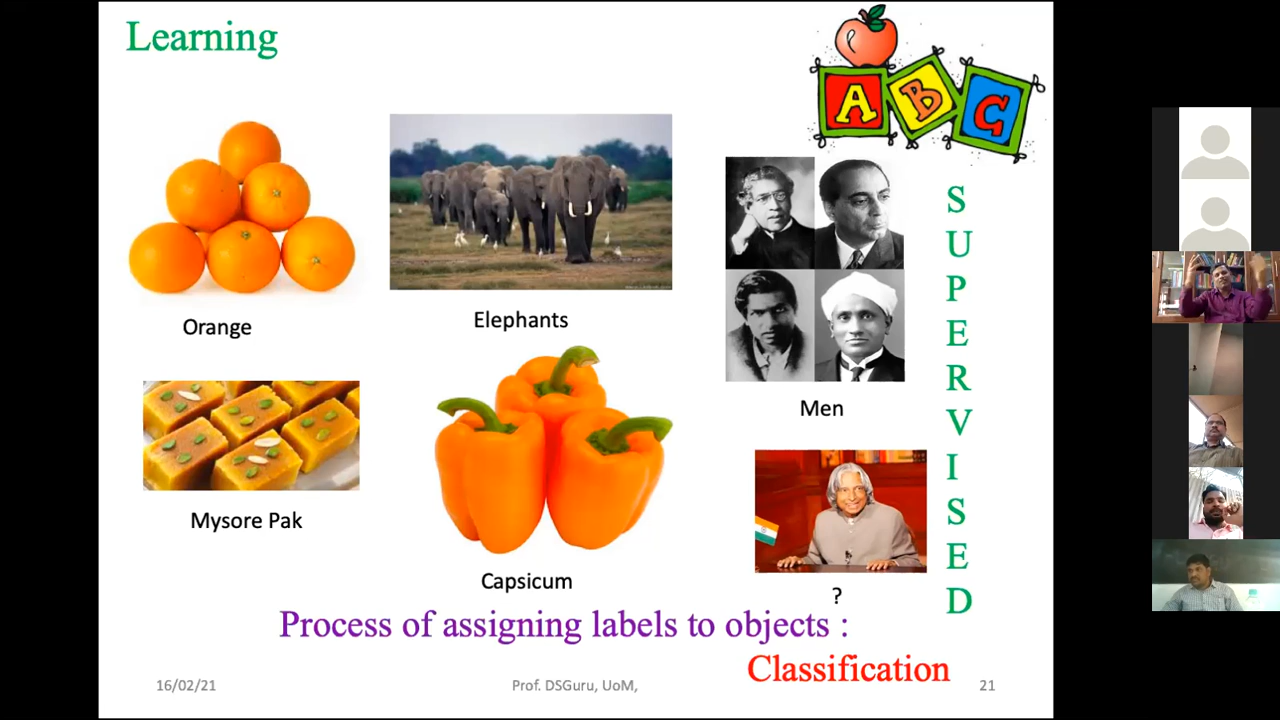 Learning
A B C
Orange
Elephants
Men
Mysore Pak
Capsicum
?
SUPERVISED
Process of assigning labels to objects :
Classification
16/02/21
Prof. DSGuru, UoM,
21